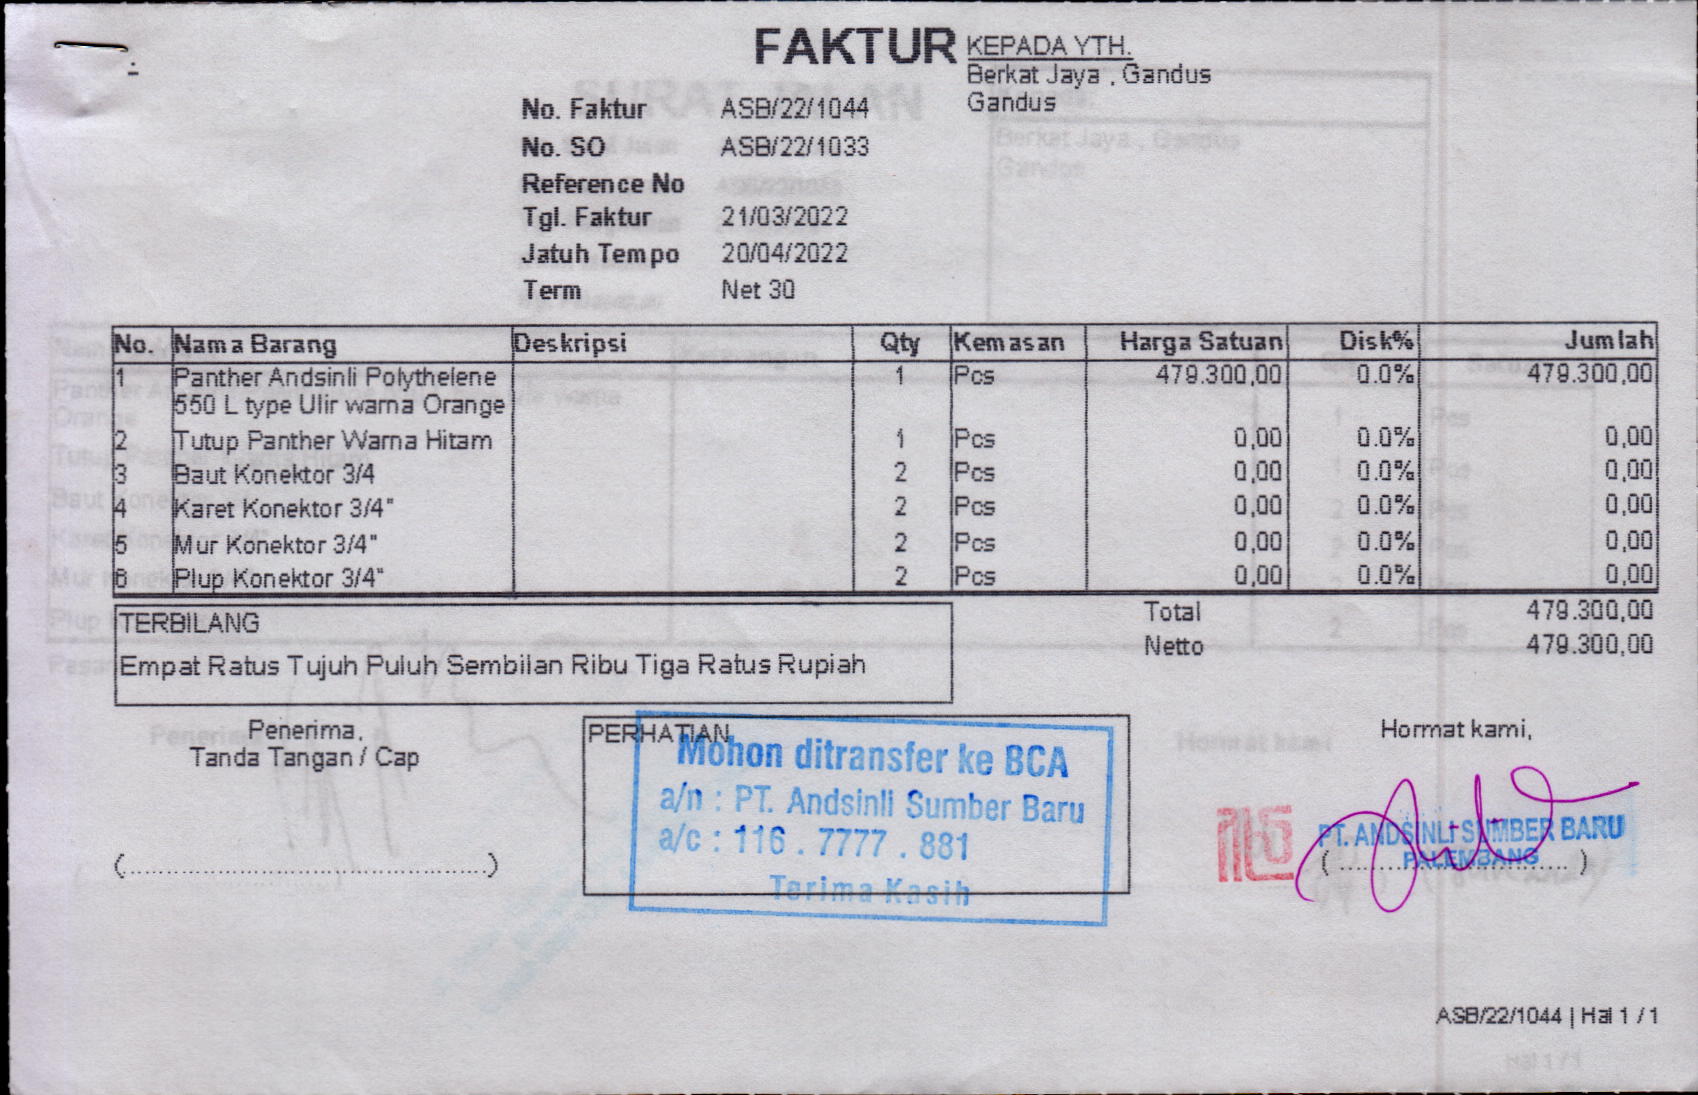 FAKTUR
KEPADA YTH.
Berkat Jaya , Gandus
Gandus
No. Faktur ASB/22/1044
No. SO ASB/22/1033
Reference No
Tgl. Faktur 21/03/2022
Jatuh Tempo 20/04/2022
Term Net 30
No. Nama Barang Deskripsi Qty Kemasan Harga Satuan Disk% Jumlah
1 Panther Andsinli Polythelene 1 Pcs 479.300,00 0.0% 479.300,00
550 L type Ulir warna Orange
2 Tutup Panther Warna Hitam 1 Pcs 0,00 0.0% 0,00
3 Baut Konektor 3/4 2 Pcs 0,00 0.0% 0,00
4 Karet Konektor 3/4" 2 Pcs 0,00 0.0% 0,00
5 Mur Konektor 3/4" 2 Pcs 0,00 0.0% 0,00
6 Plup Konektor 3/4" 2 Pcs 0,00 0.0% 0,00
Total 479.300,00
Netto 479.300,00
TERBILANG
Empat Ratus Tujuh Puluh Sembilan Ribu Tiga Ratus Rupiah
Penerima,
Tanda Tangan / Cap
(..................................................)
PERHATIAN
Mohon ditransfer ke BCA
a/n : PT. Andsinli Sumber Baru
a/c : 116 . 7777 . 881
Terima Kasih
Hormat kami,
PT. ANDSINLI SUMBER BARU
PALEMBANG
(..................................)
ASB/22/1044 | Hal 1 / 1